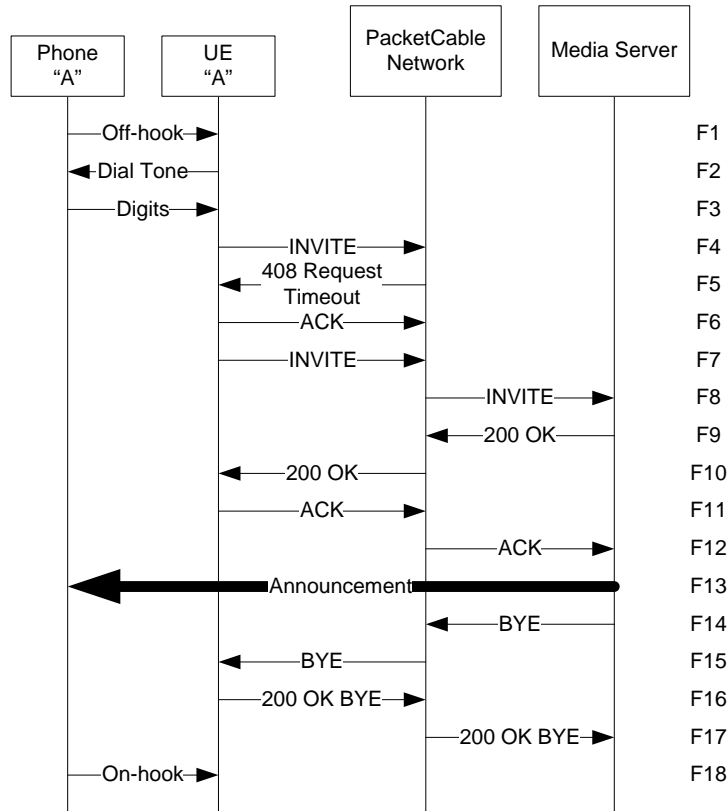 Phone
“A”
UE
“A”
PacketCable
Network
Media Server
Off-hook F1
Dial Tone F2
Digits F3
INVITE F4
408 Request
Timeout F5
ACK F6
INVITE F7
INVITE F8
200 OK F9
200 OK F10
ACK F11
ACK F12
Announcement F13
BYE F14
BYE F15
200 OK BYE F16
200 OK BYE F17
On-hook F18